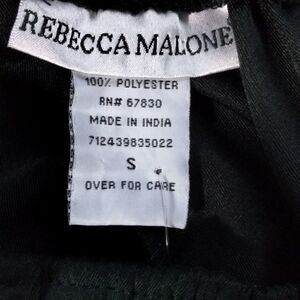 REBECCA MALONE
100% POLYESTER
RN# 67830
MADE IN INDIA
712439835022
S
OVER FOR CARE